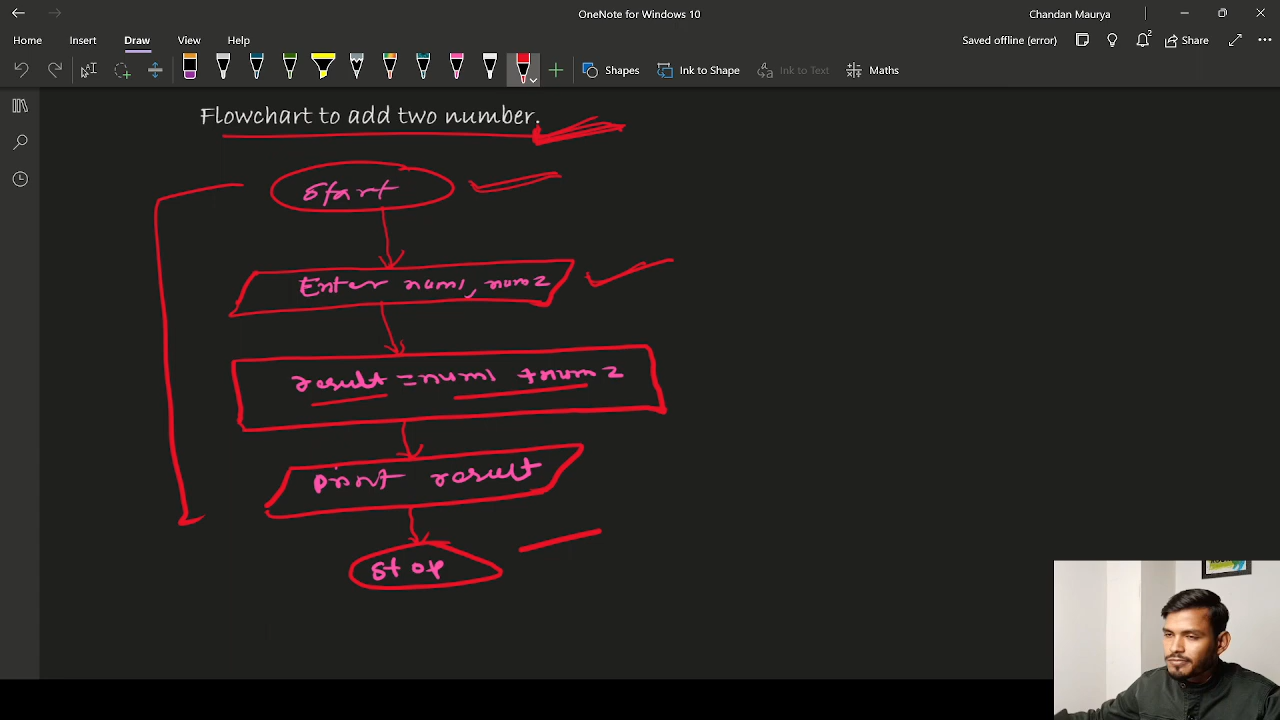 OneNote for Windows 10
Chandan Maurya
Home Insert Draw View Help
Saved offline (error)
Share
Shapes
Ink to Shape
Ink to Text
Maths
Flowchart to add two number.
Start
Enter num1, num2
result = num1 + num2
print result
stop